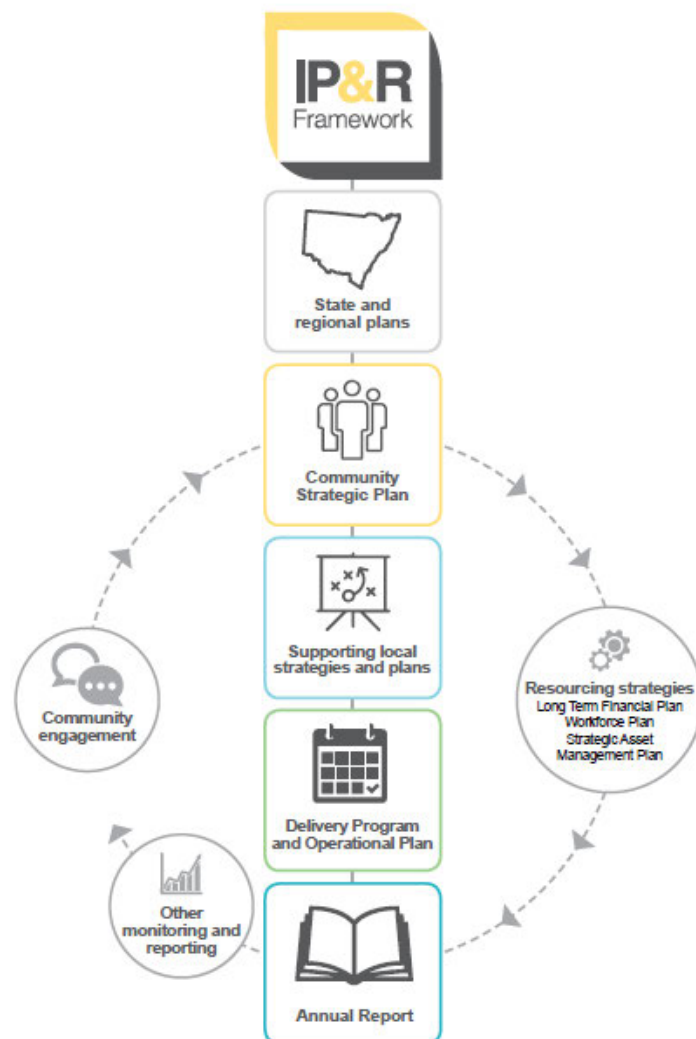 IP&R
Framework
State and
regional plans
Community
Strategic Plan
Supporting local
strategies and plans
Community
engagement
Resourcing strategies
Long Term Financial Plan
Workforce Plan
Strategic Asset
Management Plan
Delivery Program
and Operational Plan
Other
monitoring and
reporting
Annual Report